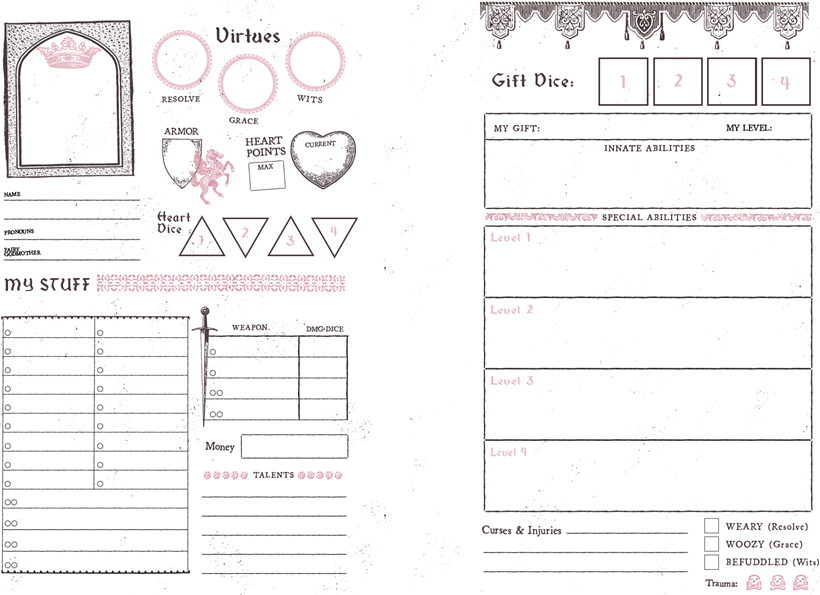 Virtues
RESOLVE
GRACE
WITS
ARMOR
HEART
POINTS
MAX
CURRENT
NAME
PRONOUNS
FAIRY
GODMOTHER
Heart
Dice
1
2
3
4
MY STUFF
WEAPON.
DMG·DICE
Money
TALENTS
Gift Dice:
1
2
3
4
MY GIFT:
MY LEVEL:
INNATE ABILITIES
SPECIAL ABILITIES
Level 1
Level 2
Level 3
Level 4
Curses & Injuries
WEARY (Resolve)
WOOZY (Grace)
BEFUDDLED (Wits)
Trauma: